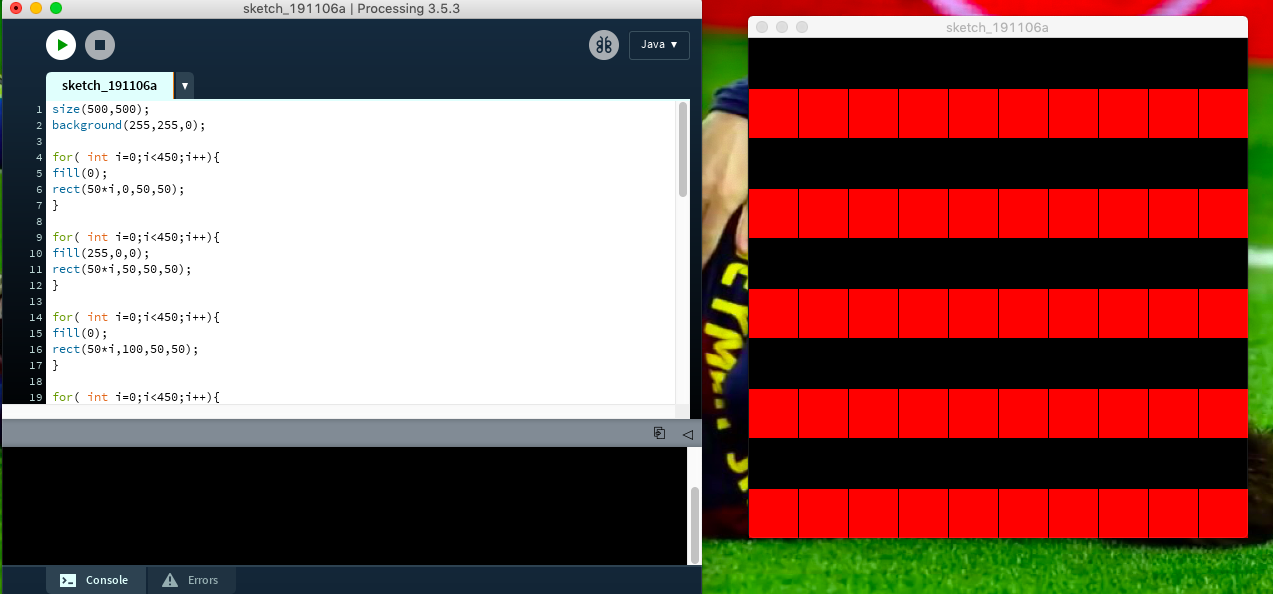 sketch_191106a | Processing 3.5.3
Java ▼
sketch_191106a ▼
1 size(500,500);
2 background(255,255,0);
3
4 for( int i=0;i<450;i++){
5 fill(0);
6 rect(50*i,0,50,50);
7 }
8
9 for( int i=0;i<450;i++){
10 fill(255,0,0);
11 rect(50*i,50,50,50);
12 }
13
14 for( int i=0;i<450;i++){
15 fill(0);
16 rect(50*i,100,50,50);
17 }
18
19 for( int i=0;i<450;i++){
Console
Errors
sketch_191106a